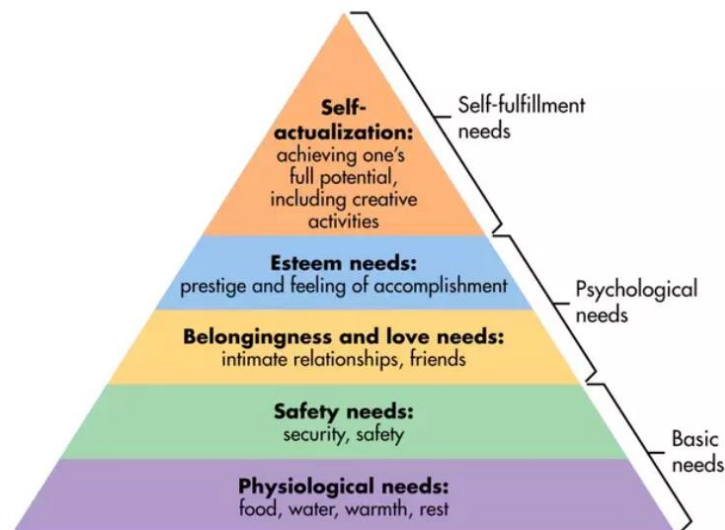 Self-
actualization:
achieving one's
full potential,
including creative
activities
Self-fulfillment
needs
Esteem needs:
prestige and feeling of accomplishment
Psychological
needs
Belongingness and love needs:
intimate relationships, friends
Safety needs:
security, safety
Basic
needs
Physiological needs:
food, water, warmth, rest